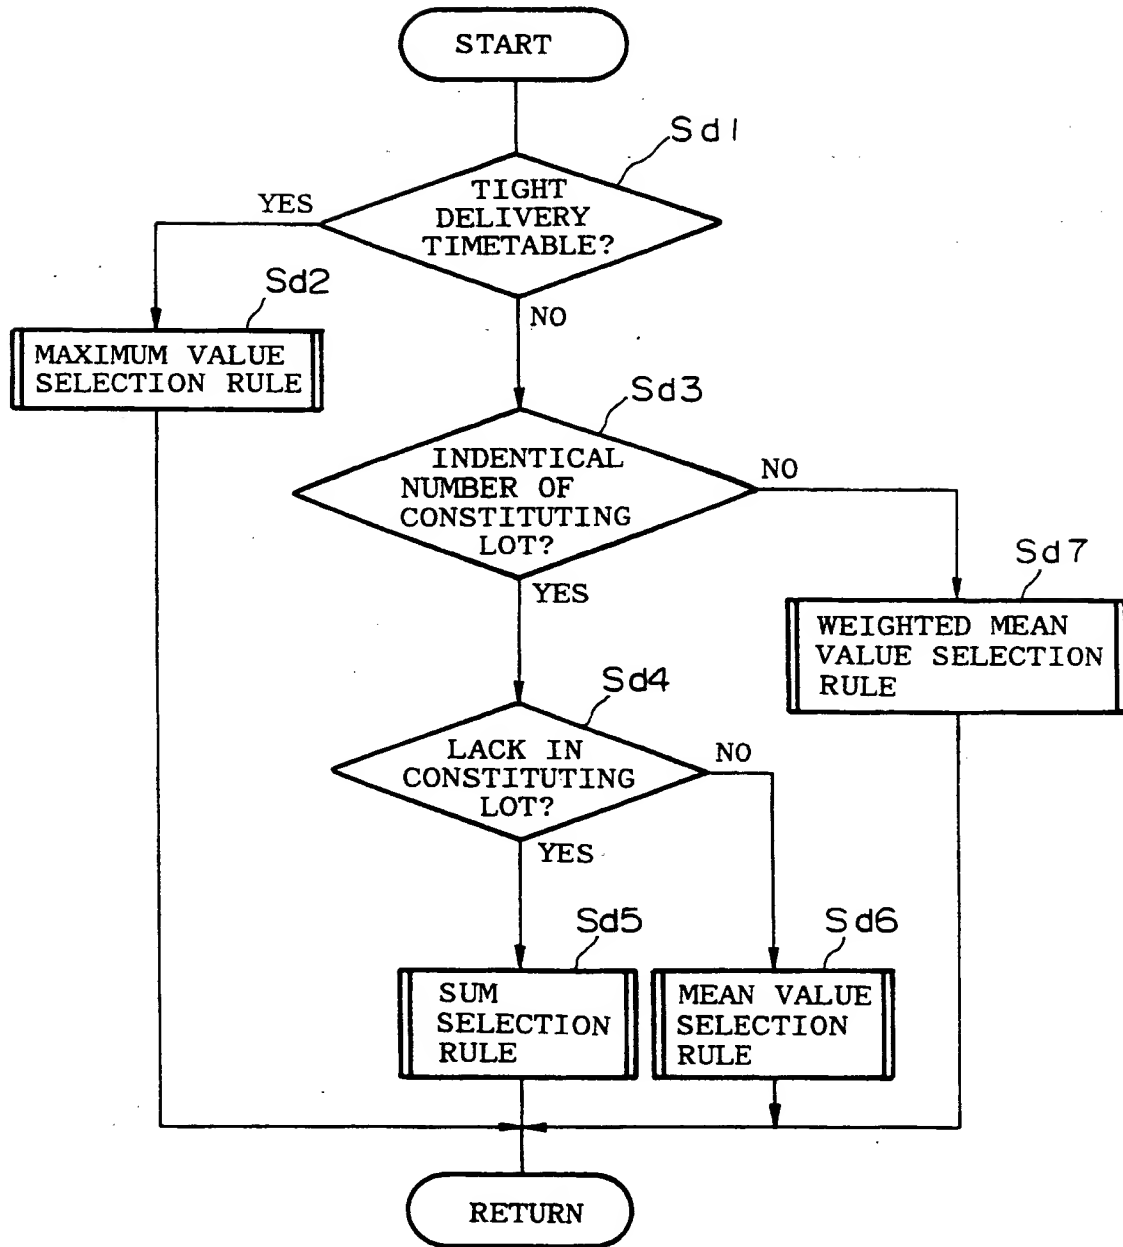 START
Sd1
TIGHT
DELIVERY
TIMETABLE?
YES
NO
Sd2
MAXIMUM VALUE
SELECTION RULE
Sd3
INDENTICAL
NUMBER OF
CONSTITUTING
LOT?
NO
YES
Sd7
WEIGHTED MEAN
VALUE SELECTION
RULE
Sd4
LACK IN
CONSTITUTING
LOT?
NO
YES
Sd5
SUM
SELECTION
RULE
Sd6
MEAN VALUE
SELECTION
RULE
RETURN